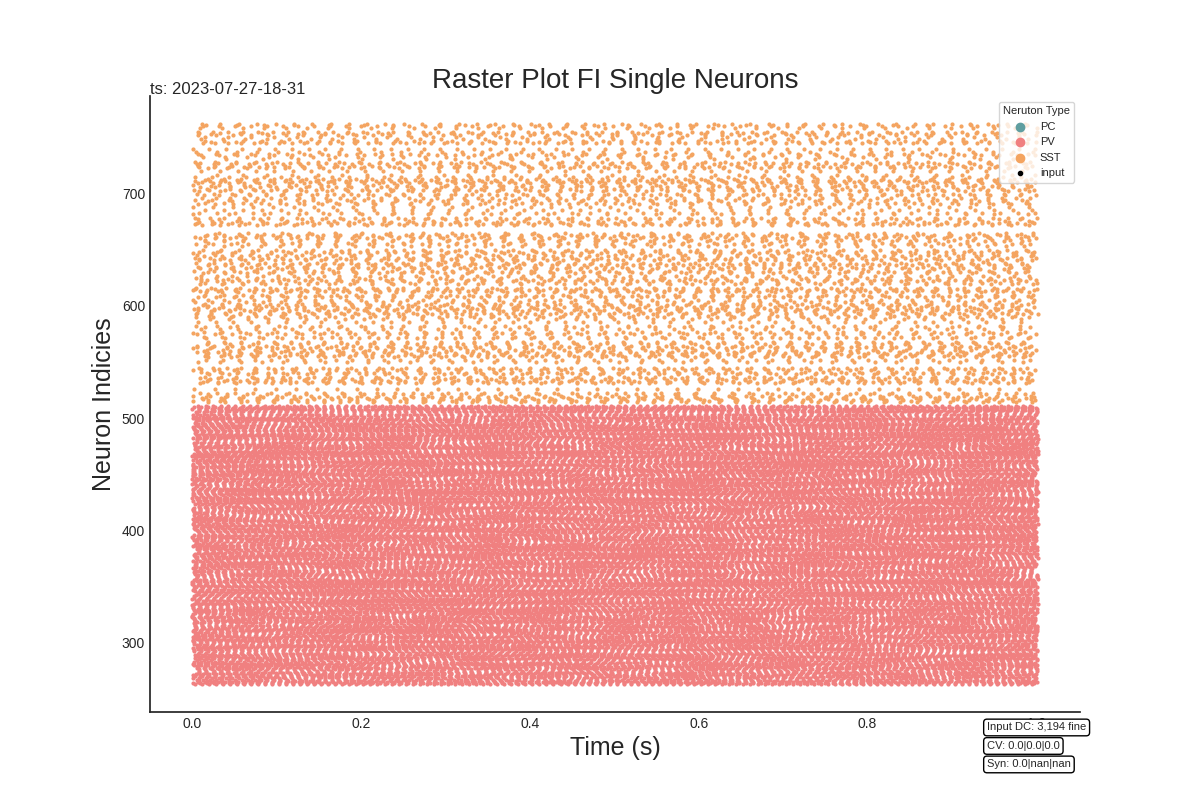 Raster Plot FI Single Neurons
ts: 2023-07-27-18-31
Neruton Type
PC
PV
SST
input
Neuron Indicies
700
600
500
400
300
0.0
0.2
0.4
0.6
0.8
Time (s)
Input DC: 3,194 fine
CV: 0.0|0.0|0.0
Syn: 0.0|nan|nan